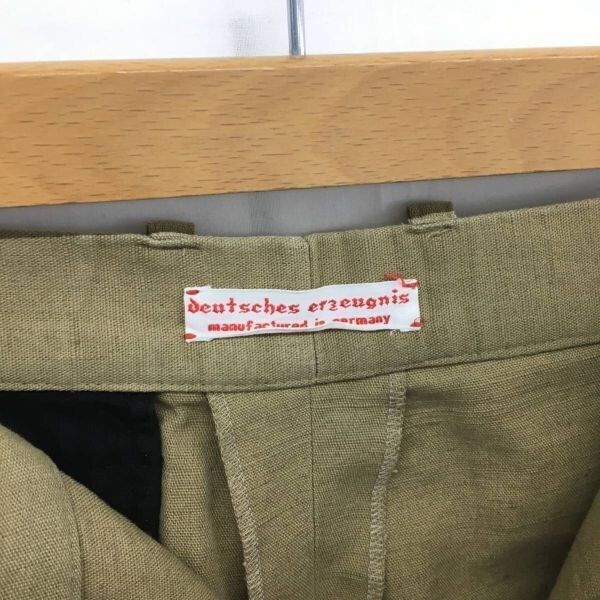 deutsches erzeugnis
manufactured in germany